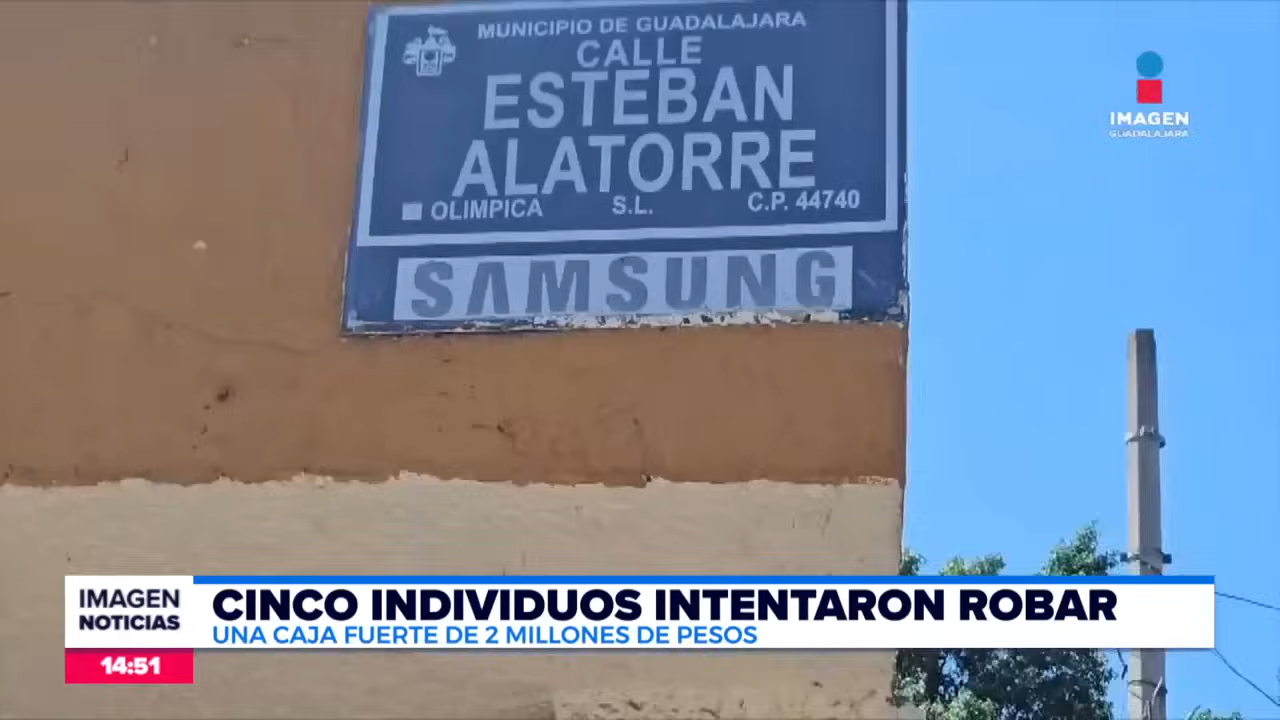 MUNICIPIO DE GUADALAJARA
CALLE
ESTEBAN
ALATORRE
OLIMPICA S.L. C.P. 44740
SAMSUNG
IMAGEN
GUADALAJARA
IMAGEN
NOTICIAS
14:51
CINCO INDIVIDUOS INTENTARON ROBAR
UNA CAJA FUERTE DE 2 MILLONES DE PESOS